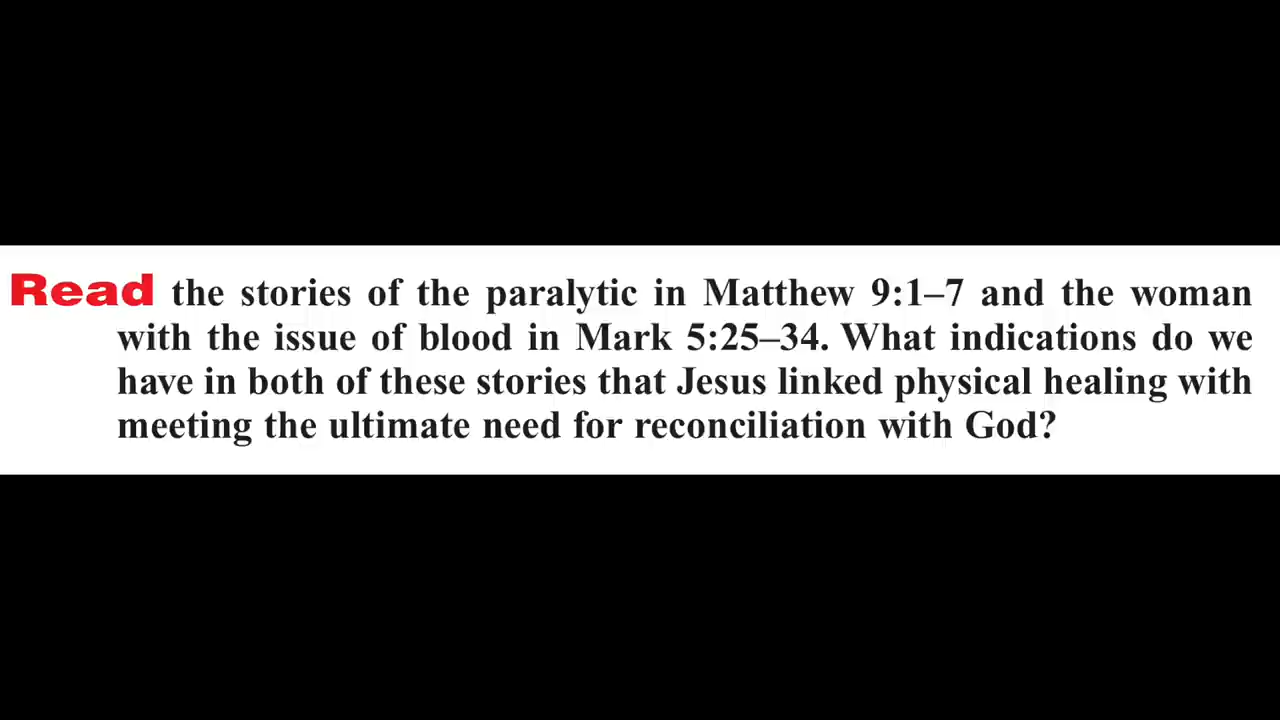 Read the stories of the paralytic in Matthew 9:1–7 and the woman
with the issue of blood in Mark 5:25–34. What indications do we
have in both of these stories that Jesus linked physical healing with
meeting the ultimate need for reconciliation with God?